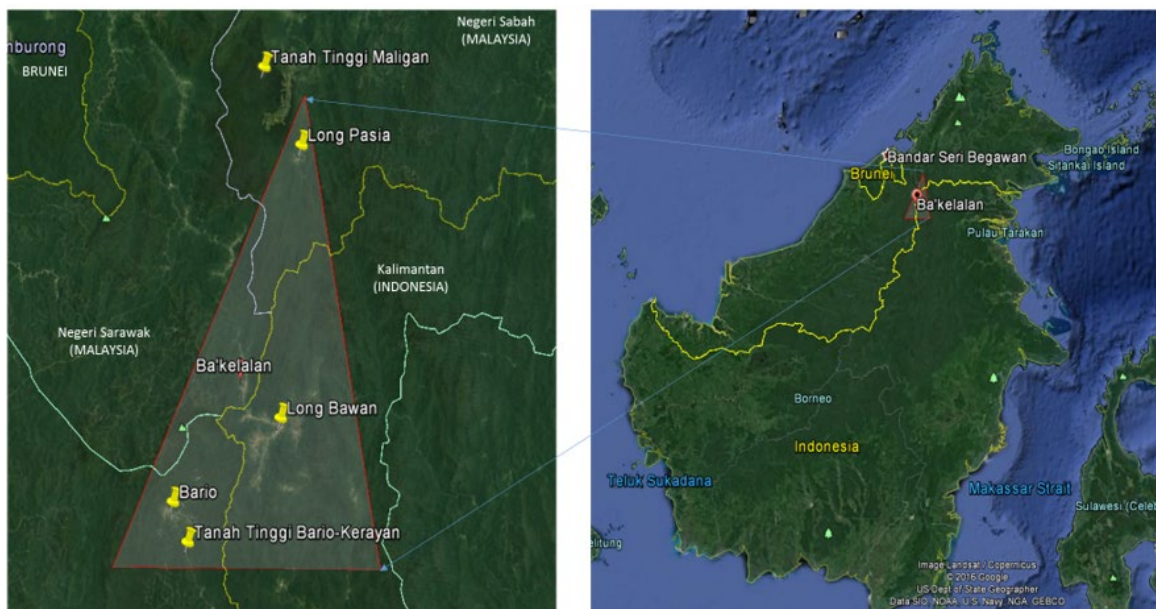 Negeri Sabah
(MALAYSIA)
Tanah Tinggi Maligan
mburong
BRUNEI
Long Pasia
Kalimantan
(INDONESIA)
Negeri Sarawak
(MALAYSIA)
Ba'kelalan
Long Bawan
Bario
Tanah Tinggi Bario-Kerayan
Bandar Seri Begawan
Brunei
Bongao Island
Sitankai Island
Ba'kelalan
Pulau Tarakan
Borneo
Indonesia
Teluk Sukadana
Makassar Strait
Sulawesi (Celeb
elitung
Image Landsat / Copernicus
© 2016 Google
US Dept of State Geographer
Data SIO, NOAA, U.S. Navy, NGA, GEBCO